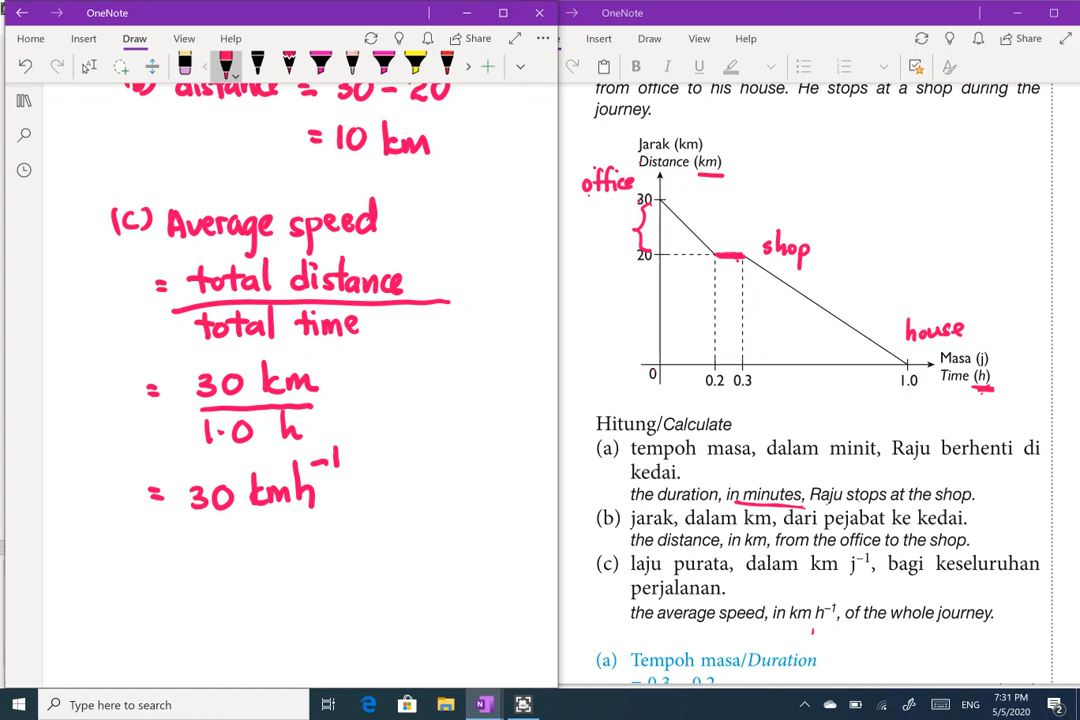 OneNote
Home Insert Draw View Help Share
(b) distance = 30 - 20
= 10 km
(c) Average speed
= total distance
total time
= 30 km
1.0 h
= 30 kmh⁻¹
OneNote
Insert Draw View Help Share
B I U
from office to his house. He stops at a shop during the
journey.
Jarak (km)
Distance (km)
office
30
20
shop
house
Masa (j)
Time (h)
0 0.2 0.3 1.0
Hitung/Calculate
(a) tempoh masa, dalam minit, Raju berhenti di
kedai.
the duration, in minutes, Raju stops at the shop.
(b) jarak, dalam km, dari pejabat ke kedai.
the distance, in km, from the office to the shop.
(c) laju purata, dalam km j⁻¹, bagi keseluruhan
perjalanan.
the average speed, in km h⁻¹, of the whole journey.
(a) Tempoh masa/Duration
= 0.3 − 0.2
Type here to search
ENG
7:31 PM
5/5/2020
2